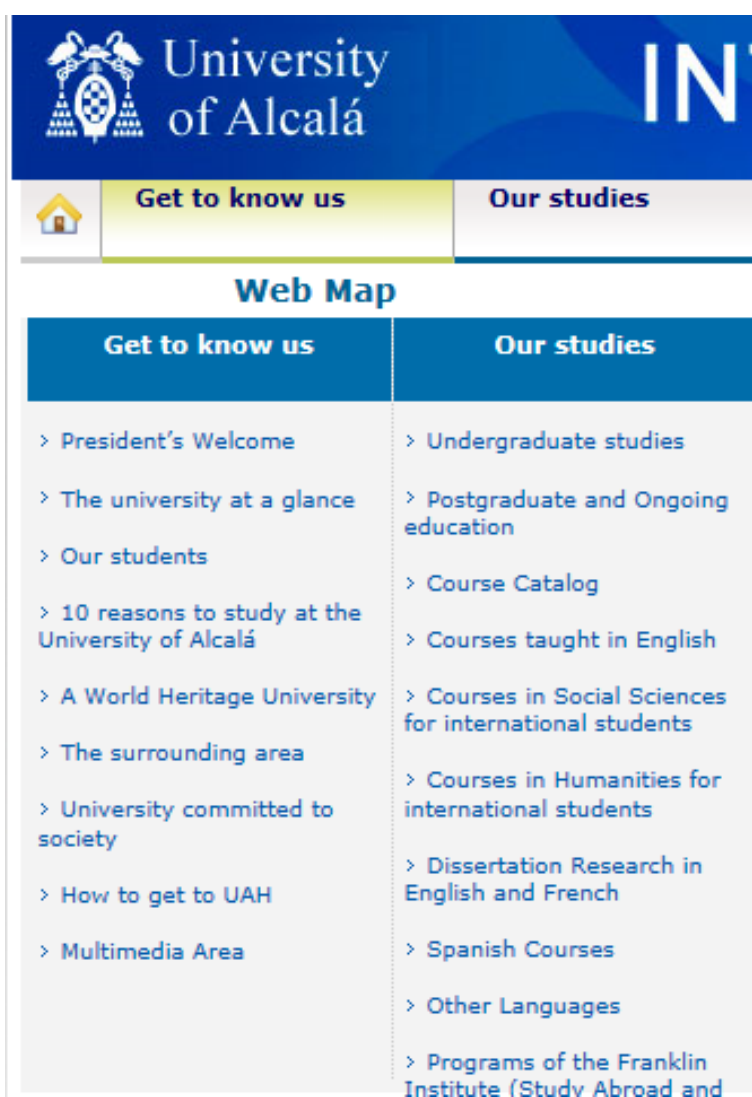 University
of Alcalá
IN
Get to know us
Our studies
Web Map
Get to know us
Our studies
> President's Welcome
> The university at a glance
> Our students
> 10 reasons to study at the
University of Alcalá
> A World Heritage University
> The surrounding area
> University committed to
society
> How to get to UAH
> Multimedia Area
> Undergraduate studies
> Postgraduate and Ongoing
education
> Course Catalog
> Courses taught in English
> Courses in Social Sciences
for international students
> Courses in Humanities for
international students
> Dissertation Research in
English and French
> Spanish Courses
> Other Languages
> Programs of the Franklin
Institute (Study Abroad and